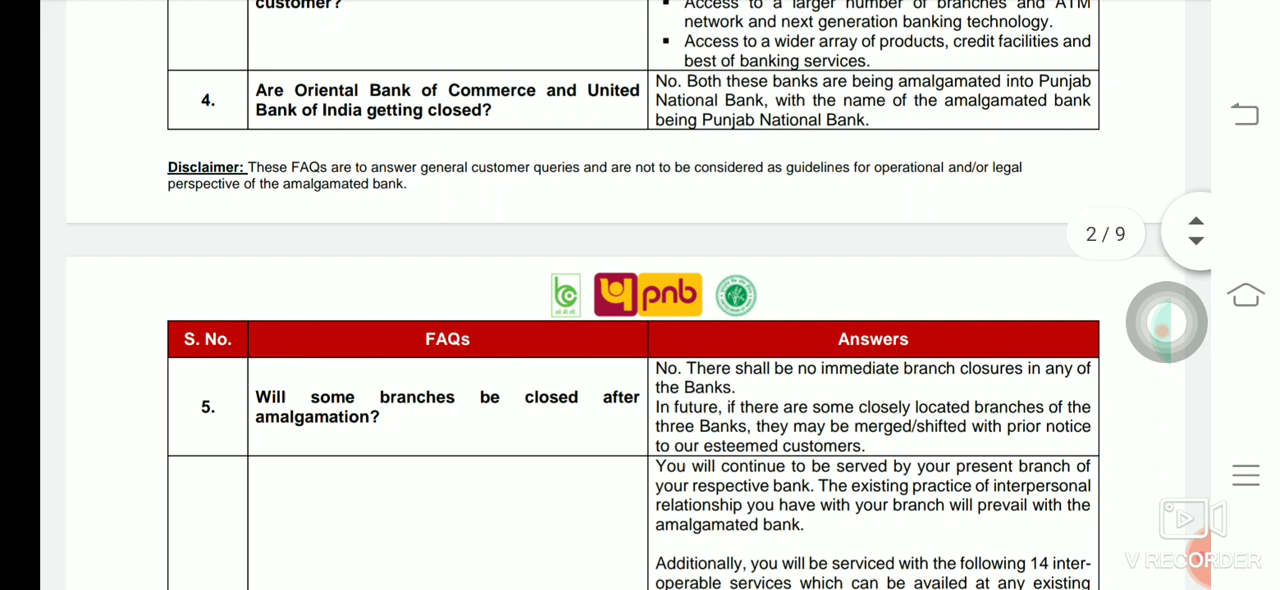 customer?
Access to a larger number of branches and ATM
network and next generation banking technology.
▪ Access to a wider array of products, credit facilities and
best of banking services.
4.
Are Oriental Bank of Commerce and United
Bank of India getting closed?
No. Both these banks are being amalgamated into Punjab
National Bank, with the name of the amalgamated bank
being Punjab National Bank.
Disclaimer: These FAQs are to answer general customer queries and are not to be considered as guidelines for operational and/or legal
perspective of the amalgamated bank.
2 / 9
pnb
S. No.
FAQs
Answers
5.
Will some branches be closed after
amalgamation?
No. There shall be no immediate branch closures in any of
the Banks.
In future, if there are some closely located branches of the
three Banks, they may be merged/shifted with prior notice
to our esteemed customers.
You will continue to be served by your present branch of
your respective bank. The existing practice of interpersonal
relationship you have with your branch will prevail with the
amalgamated bank.
Additionally, you will be serviced with the following 14 inter-
operable services which can be availed at any existing
V RECORDER